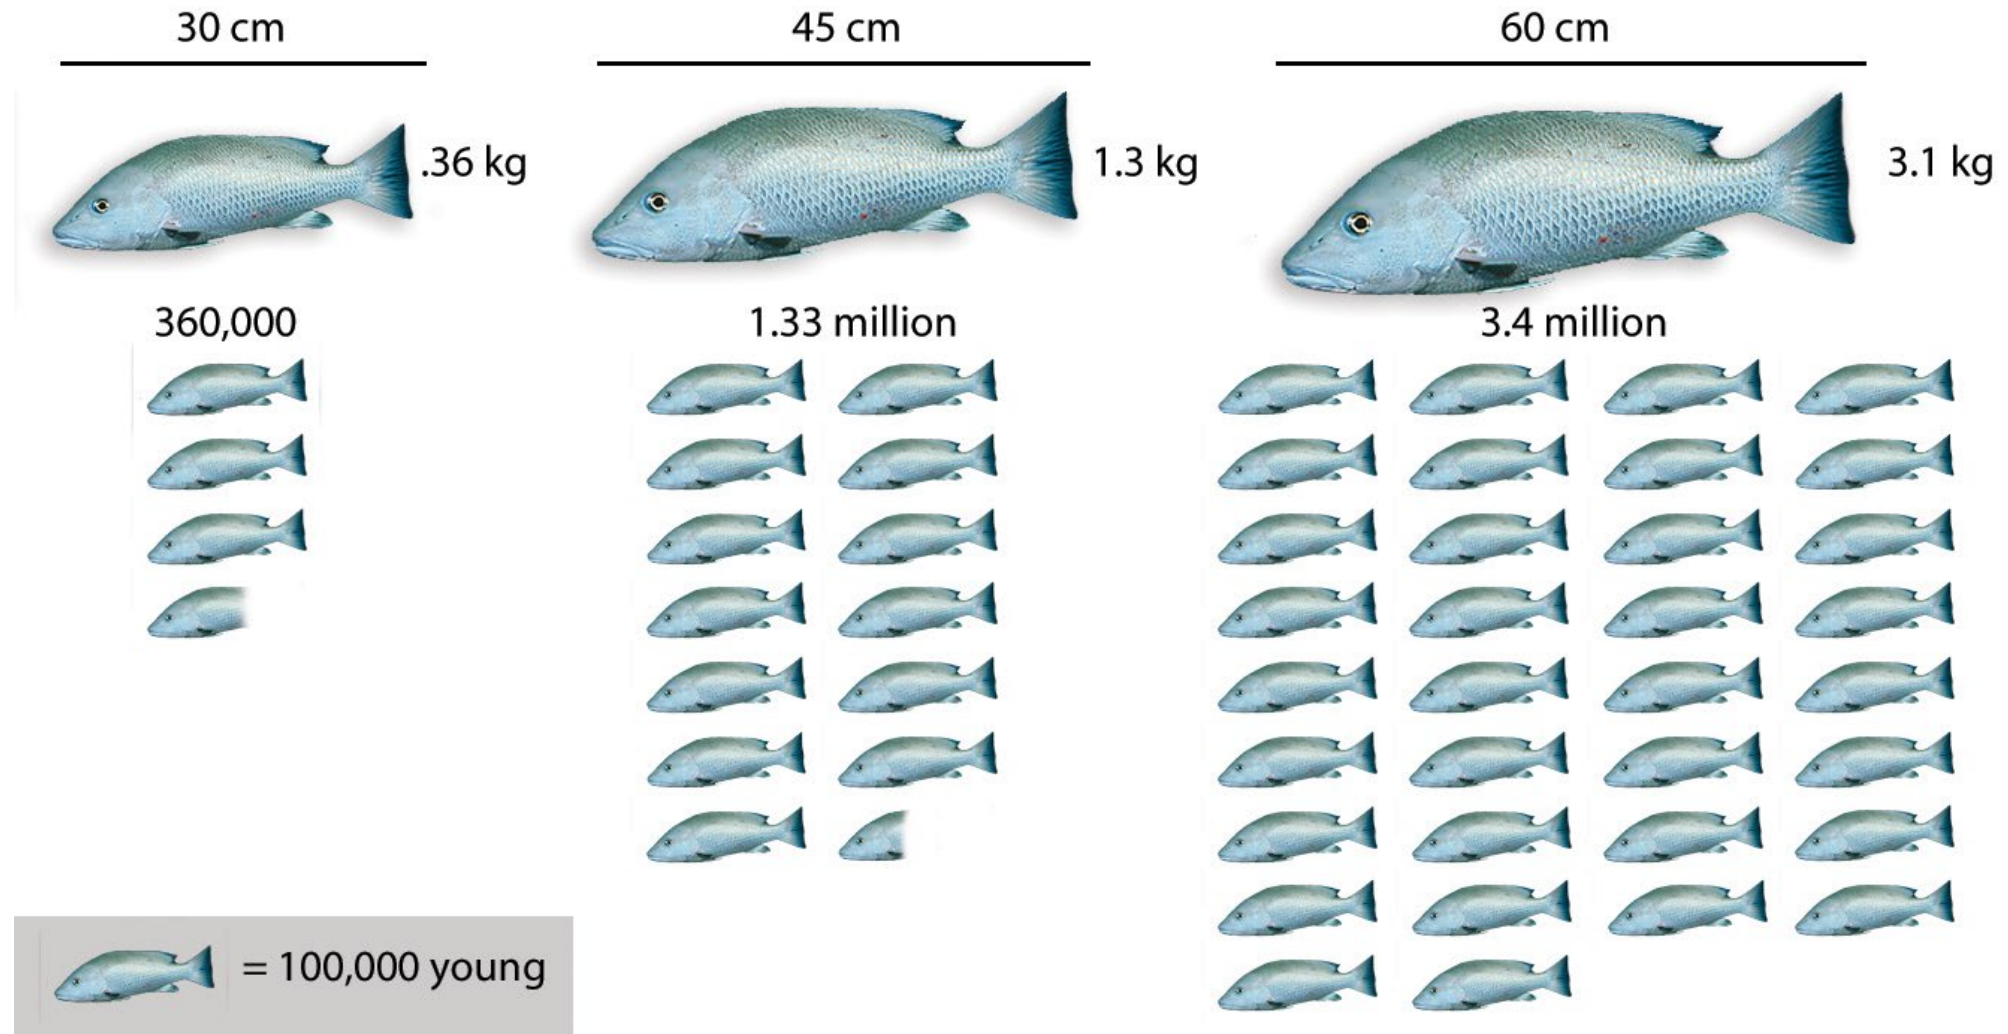 30 cm
45 cm
60 cm
.36 kg
1.3 kg
3.1 kg
360,000
1.33 million
3.4 million
= 100,000 young